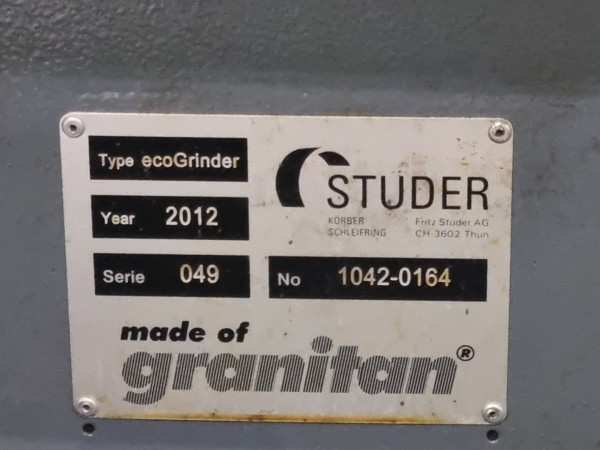 Type ecoGrinder
STUDER
KÖRBER
SCHLEIFRING
Fritz Studer AG
CH 3602 Thun
Year 2012
Serie 049
No 1042-0164
made of
granitan®